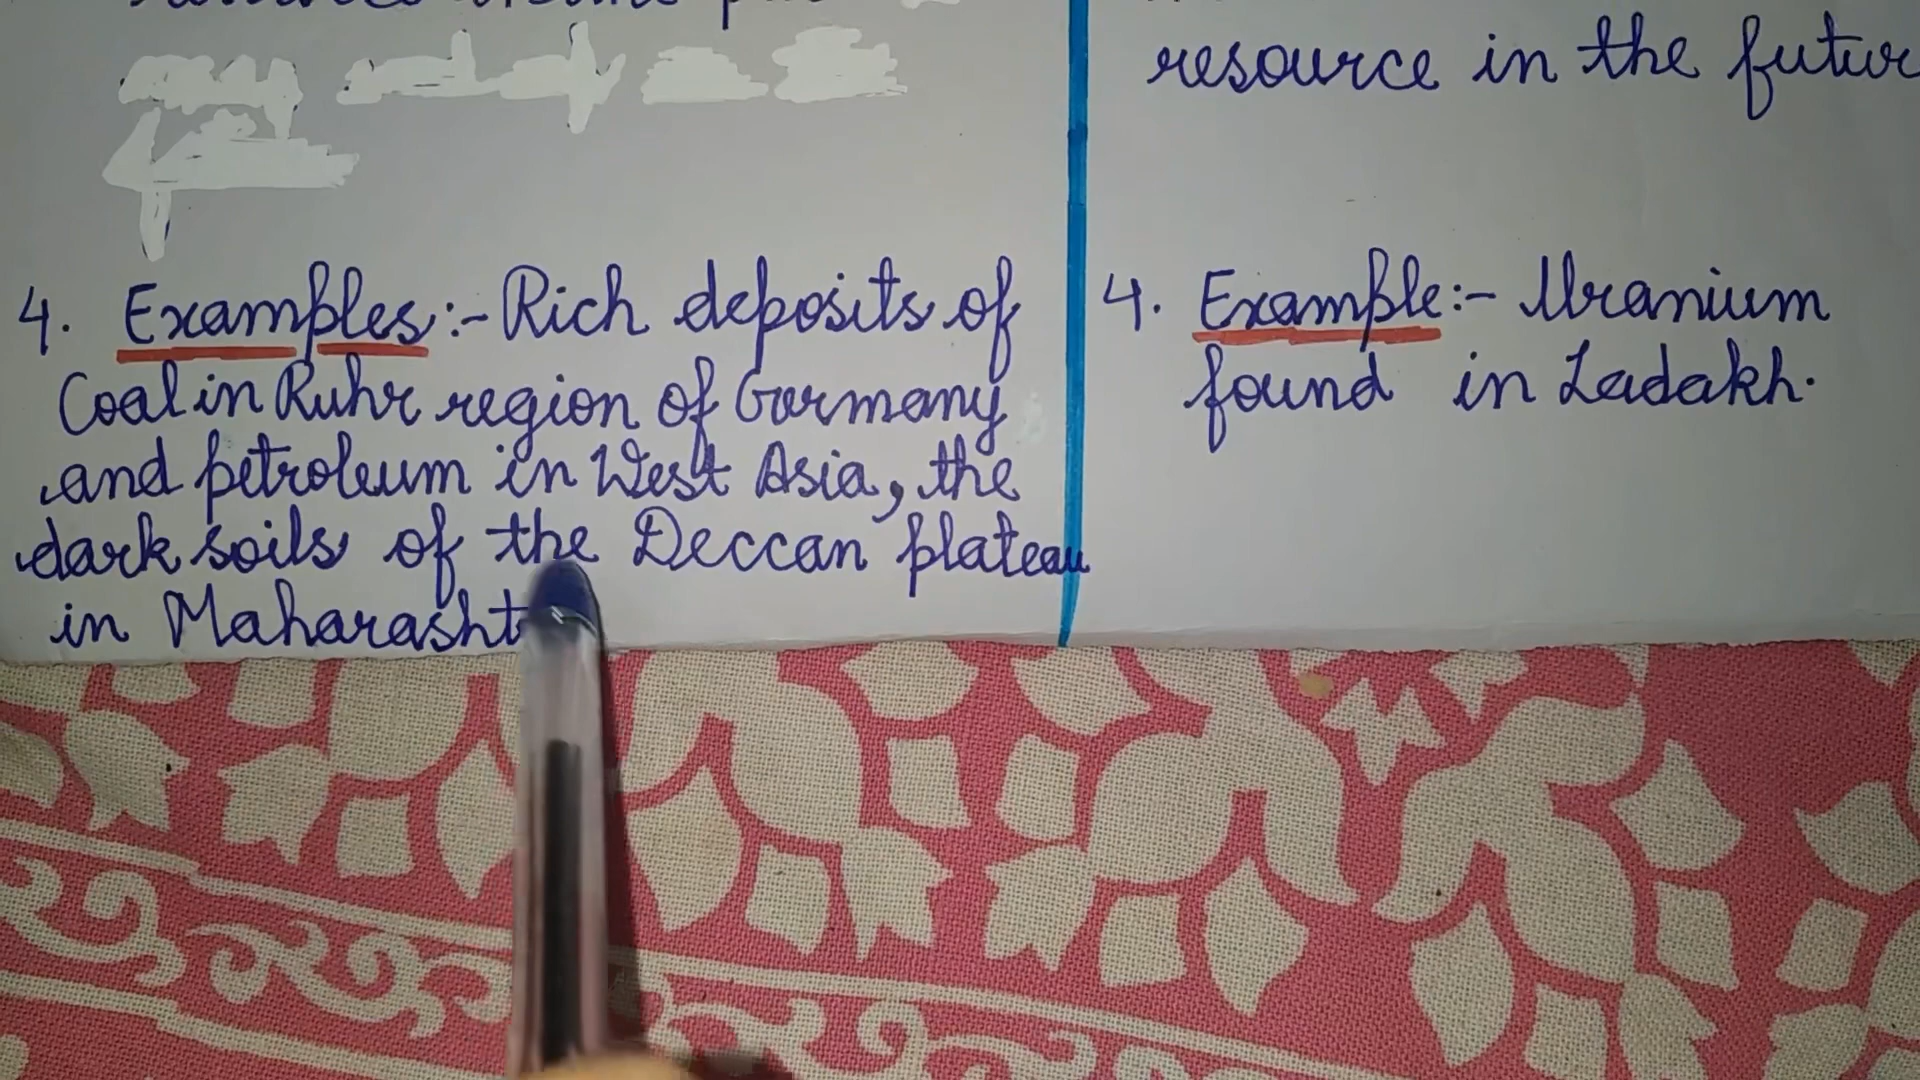 resource in the futur
4. Examples:- Rich deposits of
Coal in Ruhr region of Germany
and petroleum in West Asia, the
dark soils of the Deccan plateau
in Maharasht
4. Example:- Uranium
found in Ladakh.